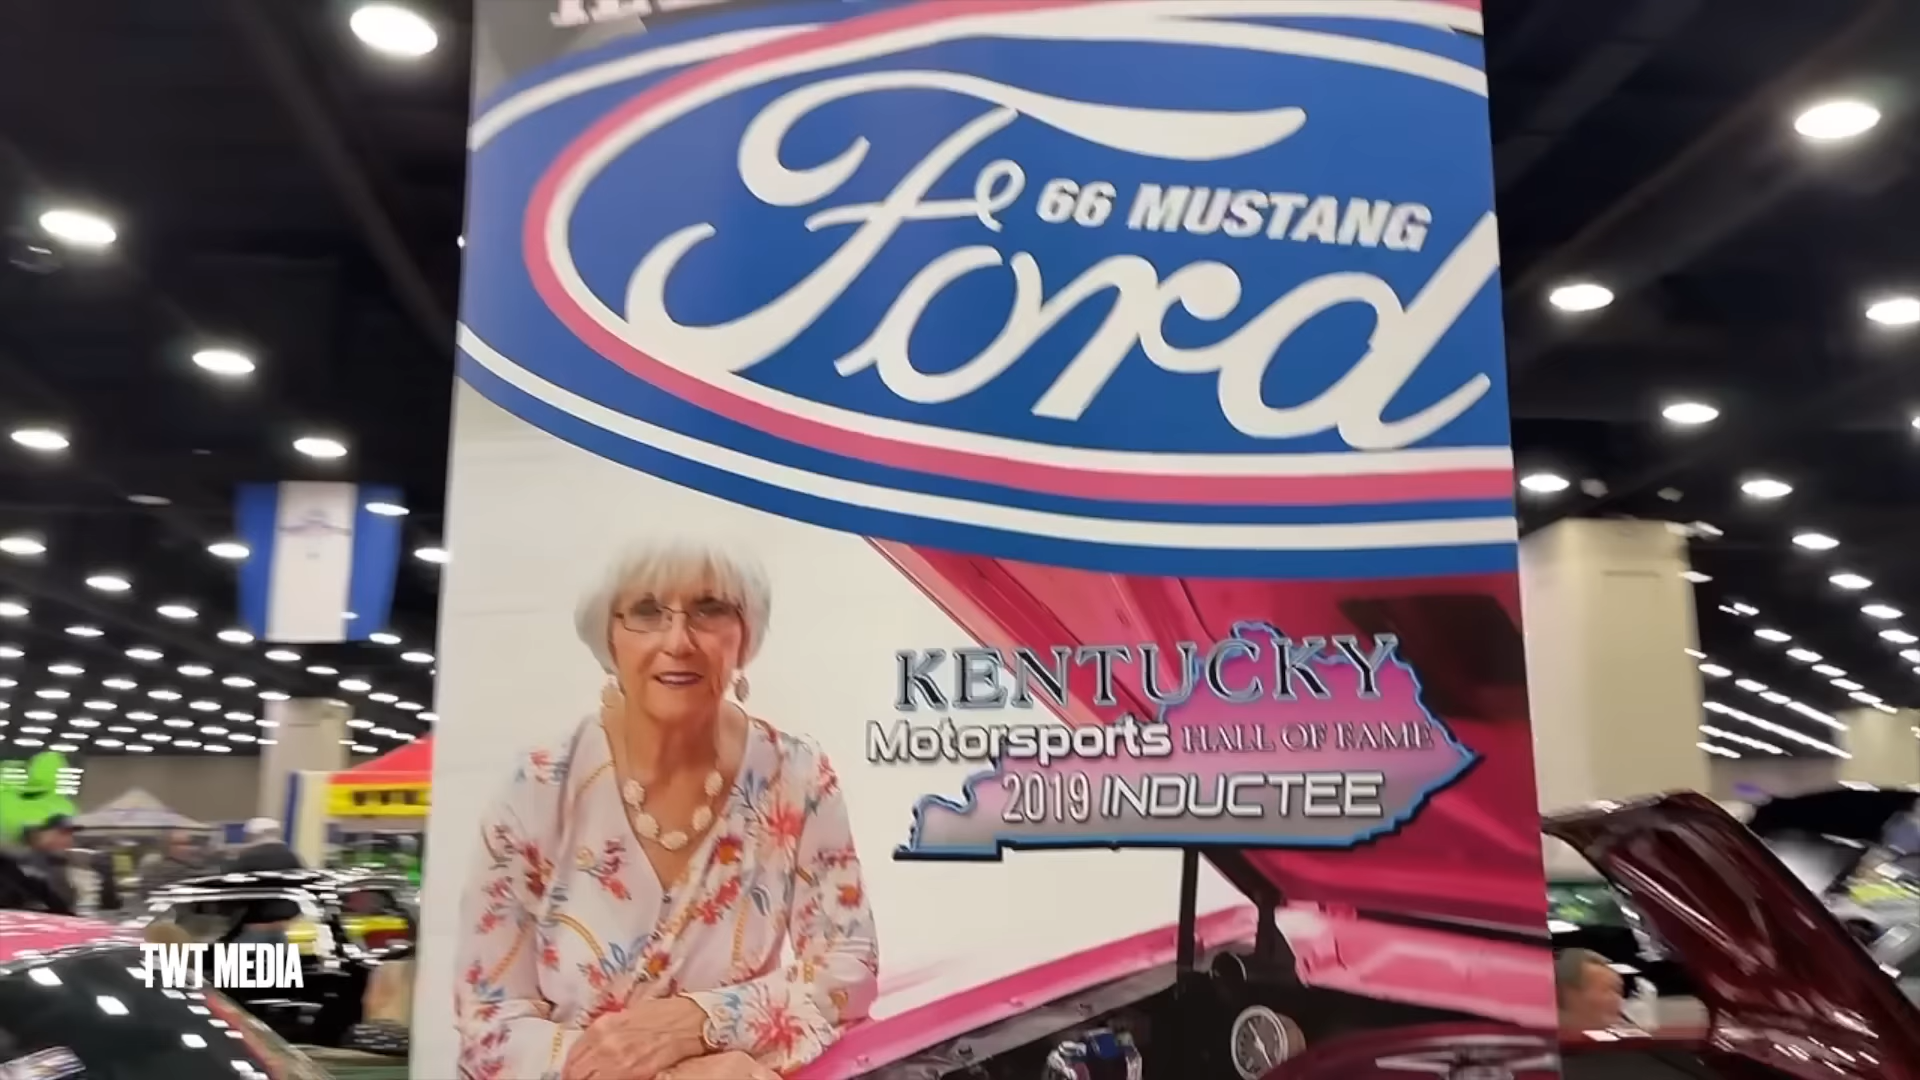 66 MUSTANG
Ford
KENTUCKY
Motorsports HALL OF FAME
2019 INDUCTEE
TWT MEDIA